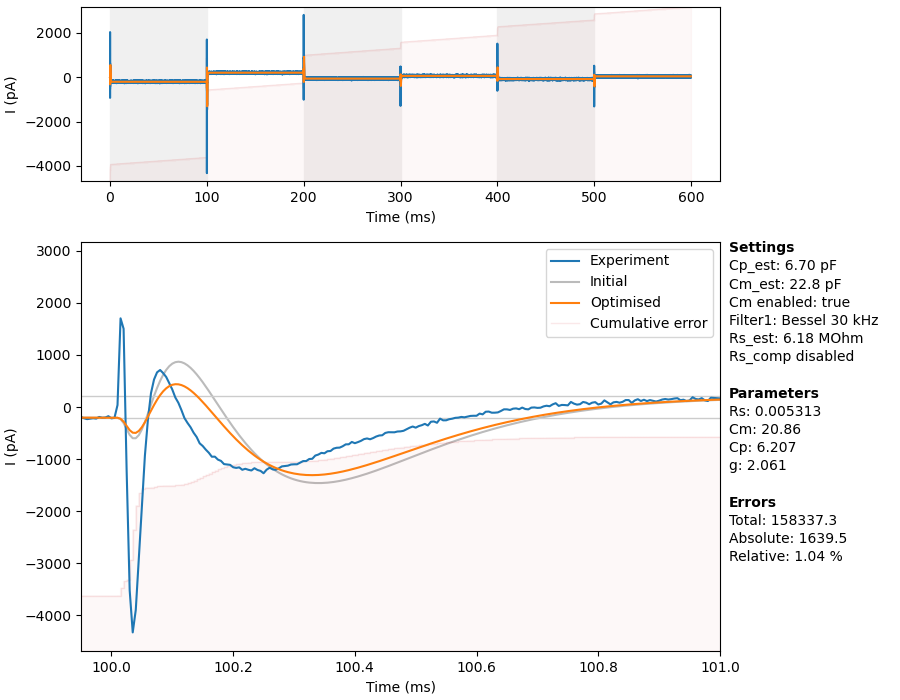 I (pA)
2000
0
−2000
−4000
0 100 200 300 400 500 600
Time (ms)
I (pA)
3000
2000
1000
0
−1000
−2000
−3000
−4000
100.0 100.2 100.4 100.6 100.8 101.0
Time (ms)
Experiment
Initial
Optimised
Cumulative error
Settings
Cp_est: 6.70 pF
Cm_est: 22.8 pF
Cm enabled: true
Filter1: Bessel 30 kHz
Rs_est: 6.18 MOhm
Rs_comp disabled
Parameters
Rs: 0.005313
Cm: 20.86
Cp: 6.207
g: 2.061
Errors
Total: 158337.3
Absolute: 1639.5
Relative: 1.04 %